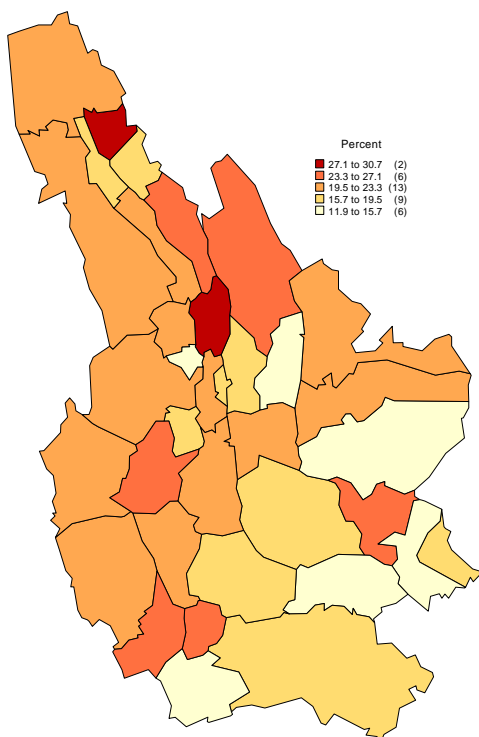 Percent
27.1 to 30.7 (2)
23.3 to 27.1 (6)
19.5 to 23.3 (13)
15.7 to 19.5 (9)
11.9 to 15.7 (6)